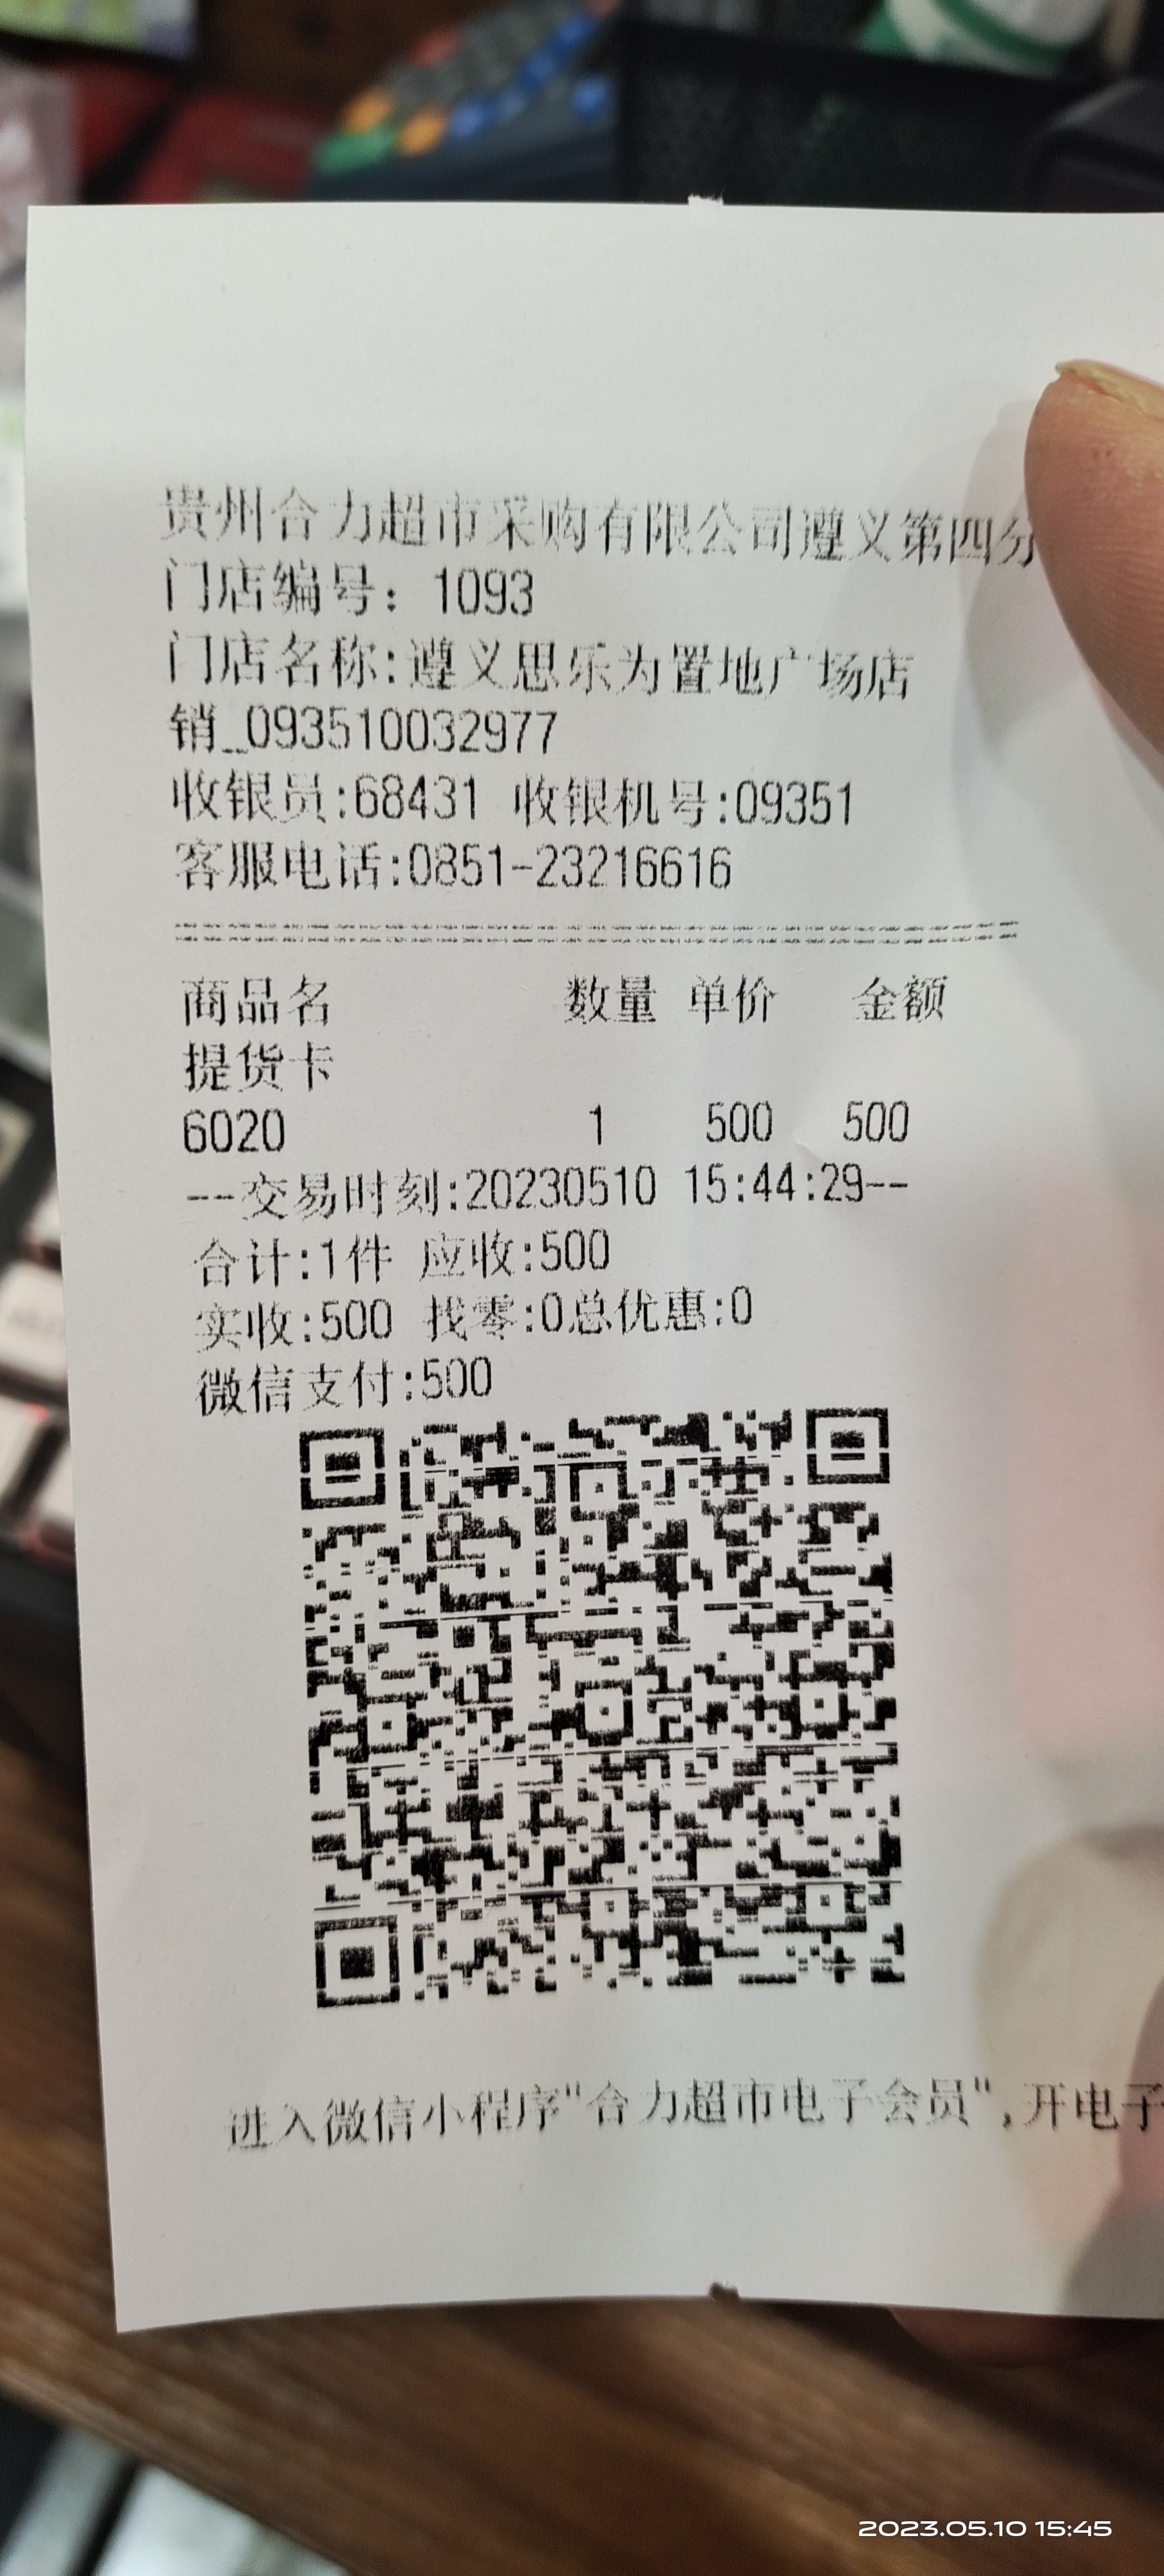 贵州合力超市采购有限公司遵义第四分
门店编号: 1093
门店名称:遵义思乐为置地广场店
销_093510032977
收银员:68431 收银机号:09351
客服电话:0851-23216616
商品名 数量 单价 金额
提货卡
6020 1 500 500
--交易时刻:20230510 15:44:29--
合计:1件 应收:500
实收:500 找零:0总优惠:0
微信支付:500
进入微信小程序"合力超市电子会员",开电子
2023.05.10 15:45